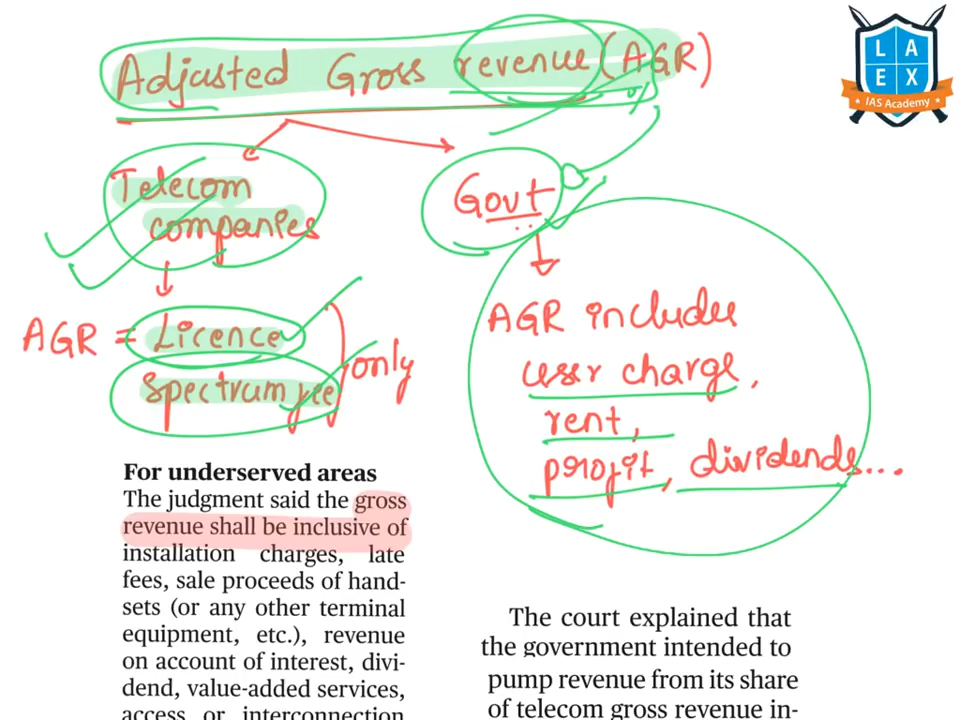 Adjusted Gross revenue (AGR)
L A
E X
IAS Academy
Telecom
companies
Govt
AGR = Licence
Spectrum fee
only
AGR includes
user charge,
rent,
profit, dividends...
For underserved areas
The judgment said the gross
revenue shall be inclusive of
installation charges, late
fees, sale proceeds of hand-
sets (or any other terminal
equipment, etc.), revenue
on account of interest, divi-
dend, value-added services,
access or interconnection
The court explained that
the government intended to
pump revenue from its share
of telecom gross revenue in-